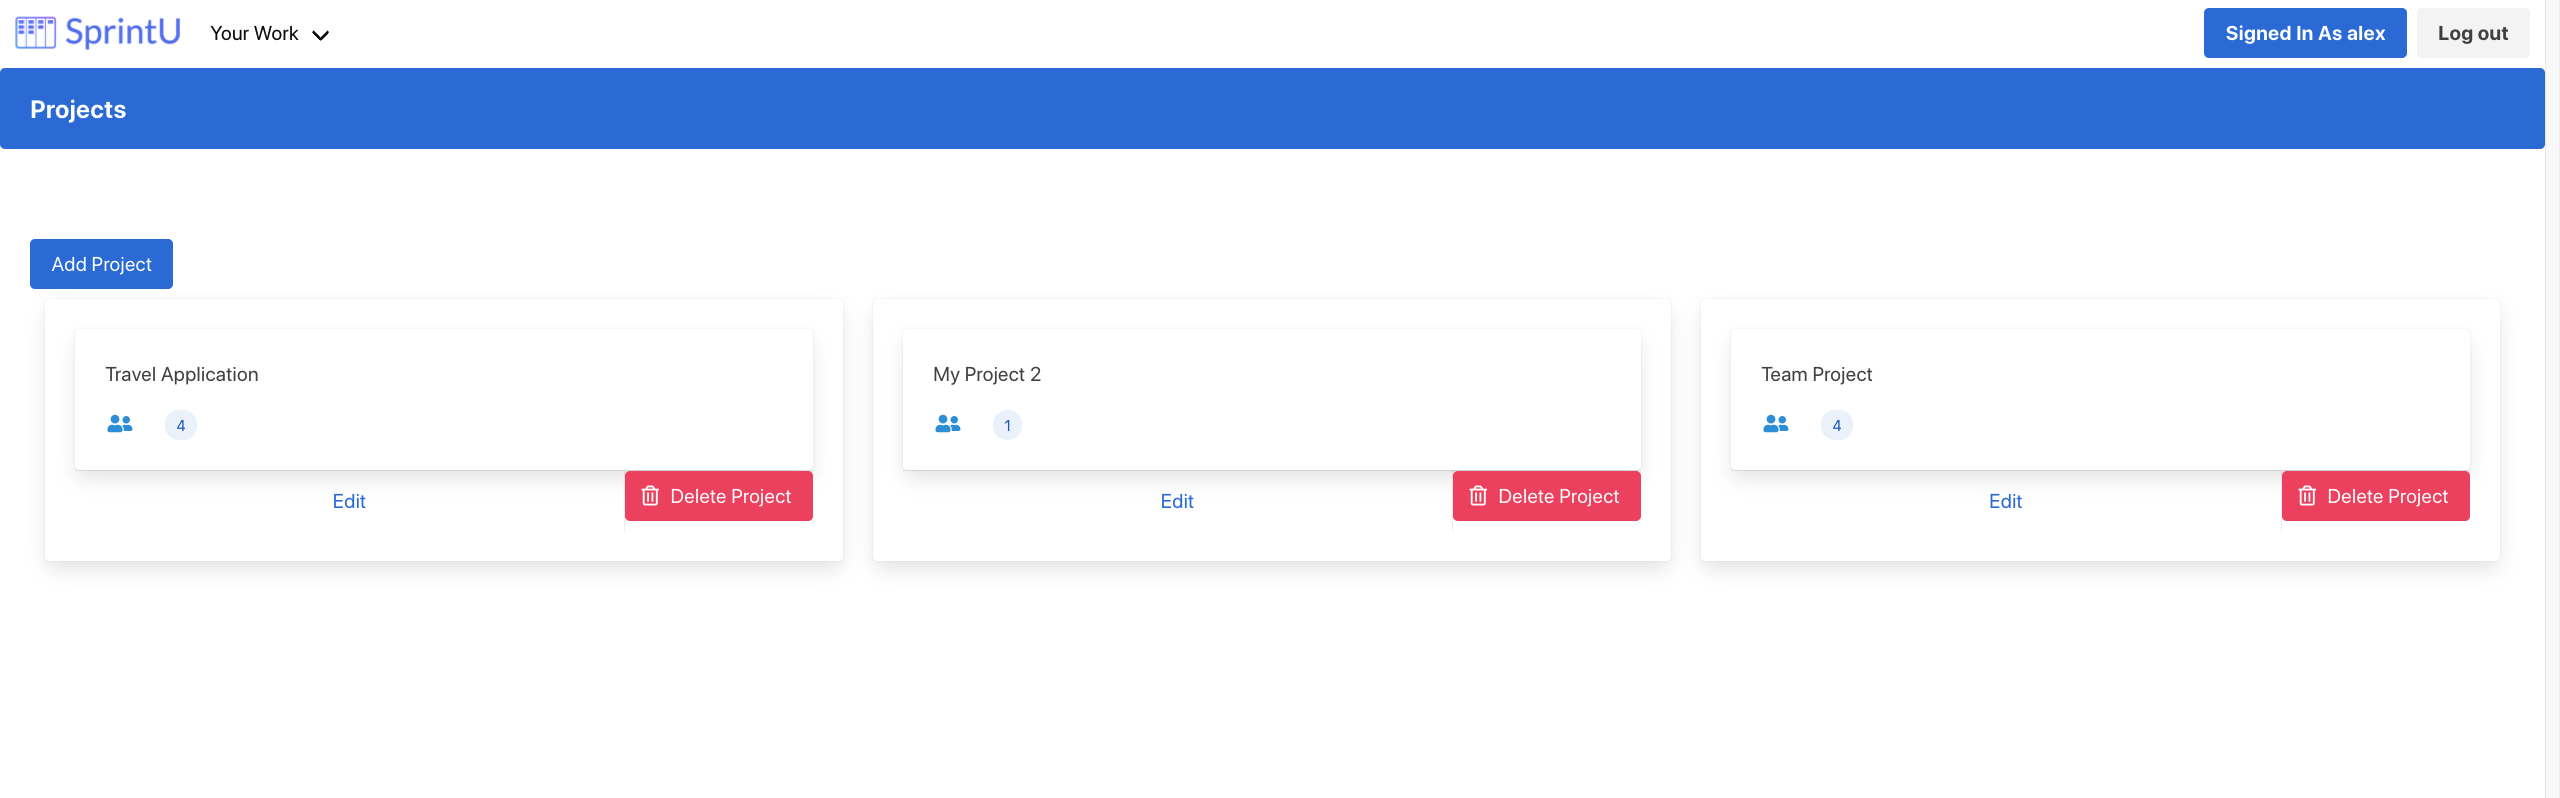 SprintU Your Work Signed In As alex Log out
Projects
Add Project
Travel Application
4
Edit Delete Project
My Project 2
1
Edit Delete Project
Team Project
4
Edit Delete Project